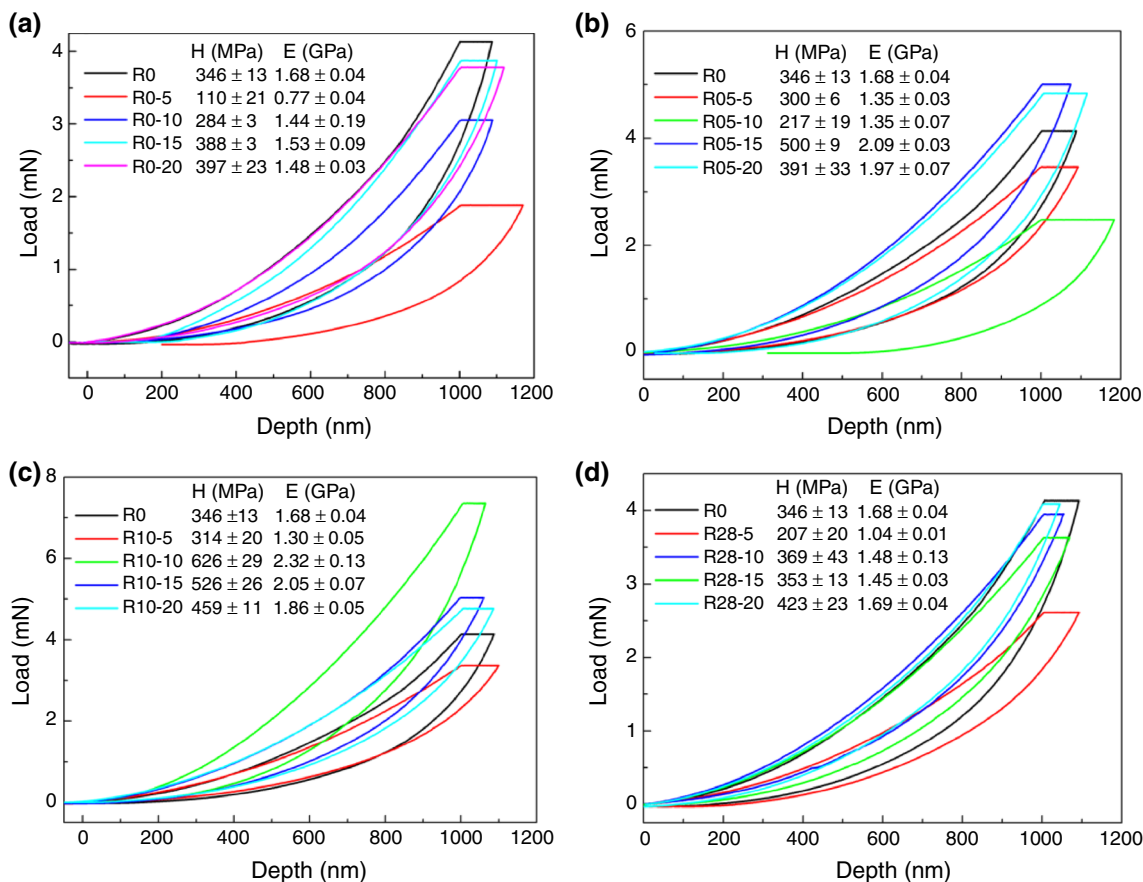 (a)
H (MPa) E (GPa)
R0 346 ± 13 1.68 ± 0.04
R0-5 110 ± 21 0.77 ± 0.04
R0-10 284 ± 3 1.44 ± 0.19
R0-15 388 ± 3 1.53 ± 0.09
R0-20 397 ± 23 1.48 ± 0.03
4
3
2
1
0
Load (mN)
0 200 400 600 800 1000 1200
Depth (nm)
(b)
H (MPa) E (GPa)
R0 346 ± 13 1.68 ± 0.04
R05-5 300 ± 6 1.35 ± 0.03
R05-10 217 ± 19 1.35 ± 0.07
R05-15 500 ± 9 2.09 ± 0.03
R05-20 391 ± 33 1.97 ± 0.07
6
4
2
0
Load (mN)
0 200 400 600 800 1000 1200
Depth (nm)
(c)
H (MPa) E (GPa)
R0 346 ±13 1.68 ± 0.04
R10-5 314 ± 20 1.30 ± 0.05
R10-10 626 ± 29 2.32 ± 0.13
R10-15 526 ± 26 2.05 ± 0.07
R10-20 459 ± 11 1.86 ± 0.05
8
6
4
2
0
Load (mN)
0 200 400 600 800 1000 1200
Depth (nm)
(d)
H (MPa) E (GPa)
R0 346 ± 13 1.68 ± 0.04
R28-5 207 ± 20 1.04 ± 0.01
R28-10 369 ± 43 1.48 ± 0.13
R28-15 353 ± 13 1.45 ± 0.03
R28-20 423 ± 23 1.69 ± 0.04
4
3
2
1
0
Load (mN)
0 200 400 600 800 1000 1200
Depth (nm)